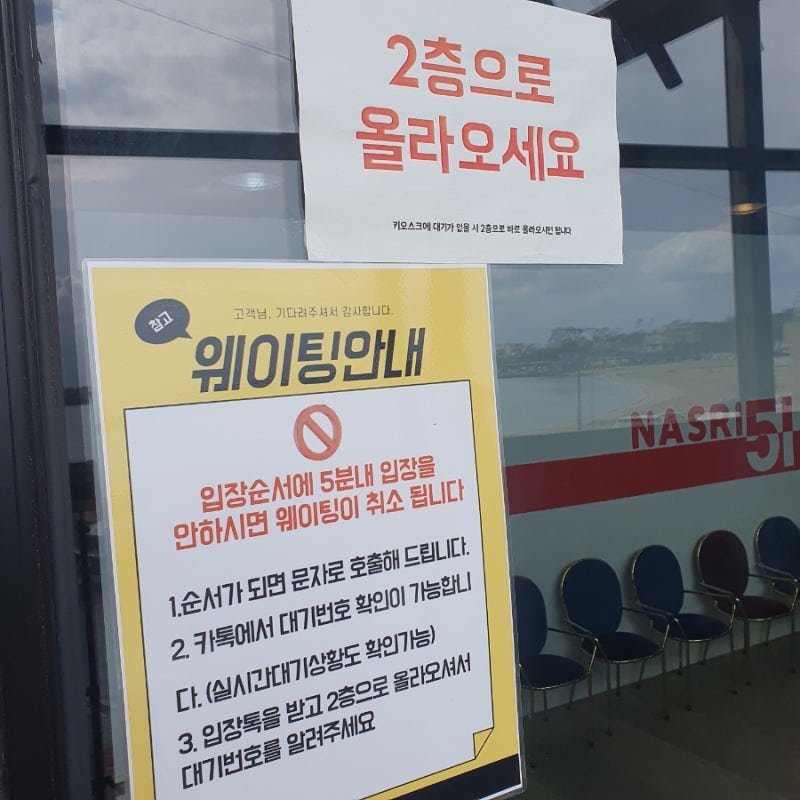 2층으로
올라오세요
키오스크에 대기가 없을 시 2층으로 바로 올라오시면 됩니다
참고
고객님, 기다려주셔서 감사합니다.
웨이팅안내
입장순서에 5분내 입장을
안하시면 웨이팅이 취소 됩니다
1.순서가 되면 문자로 호출해 드립니다.
2. 카톡에서 대기번호 확인이 가능합니
다. (실시간대기상황도 확인가능)
3. 입장톡을 받고 2층으로 올라오셔서
대기번호를 알려주세요
NASRI 51